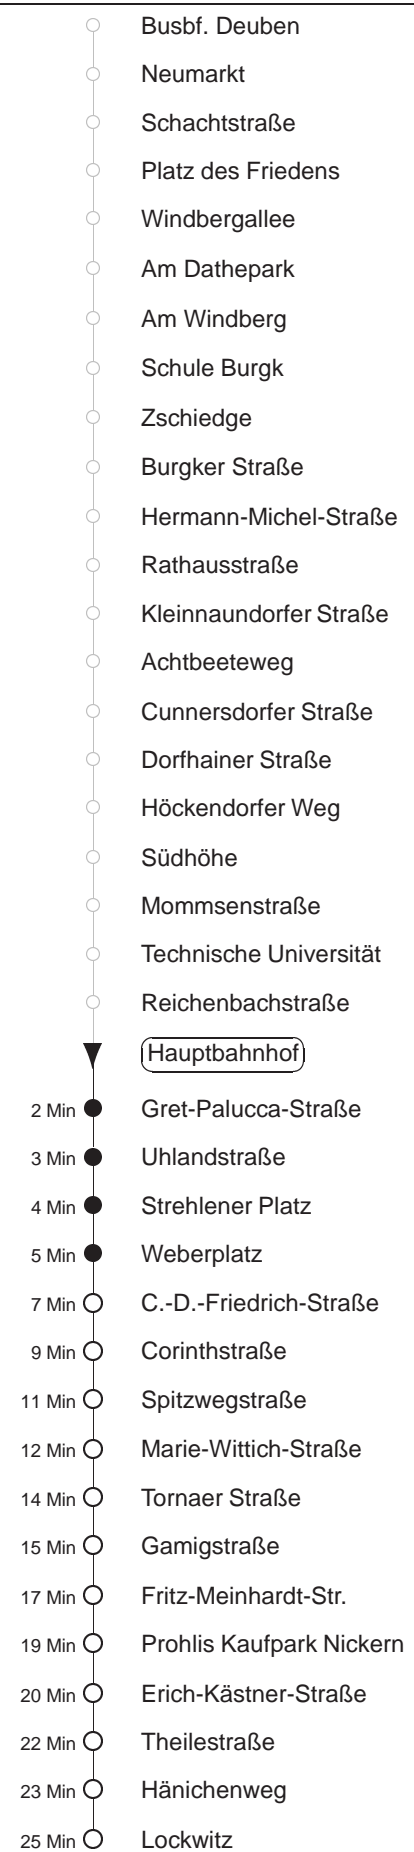 Busbf. Deuben
Neumarkt
Schachtstraße
Platz des Friedens
Windbergallee
Am Dathepark
Am Windberg
Schule Burgk
Zschiedge
Burgker Straße
Hermann-Michel-Straße
Rathausstraße
Kleinnaundorfer Straße
Achtbeeteweg
Cunnersdorfer Straße
Dorfhainer Straße
Höckendorfer Weg
Südhöhe
Mommsenstraße
Technische Universität
Reichenbachstraße
Hauptbahnhof
2 Min Gret-Palucca-Straße
3 Min Uhlandstraße
4 Min Strehlener Platz
5 Min Weberplatz
7 Min C.-D.-Friedrich-Straße
9 Min Corinthstraße
11 Min Spitzwegstraße
12 Min Marie-Wittich-Straße
14 Min Tornaer Straße
15 Min Gamigstraße
17 Min Fritz-Meinhardt-Str.
19 Min Prohlis Kaufpark Nickern
20 Min Erich-Kästner-Straße
22 Min Theilestraße
23 Min Hänichenweg
25 Min Lockwitz